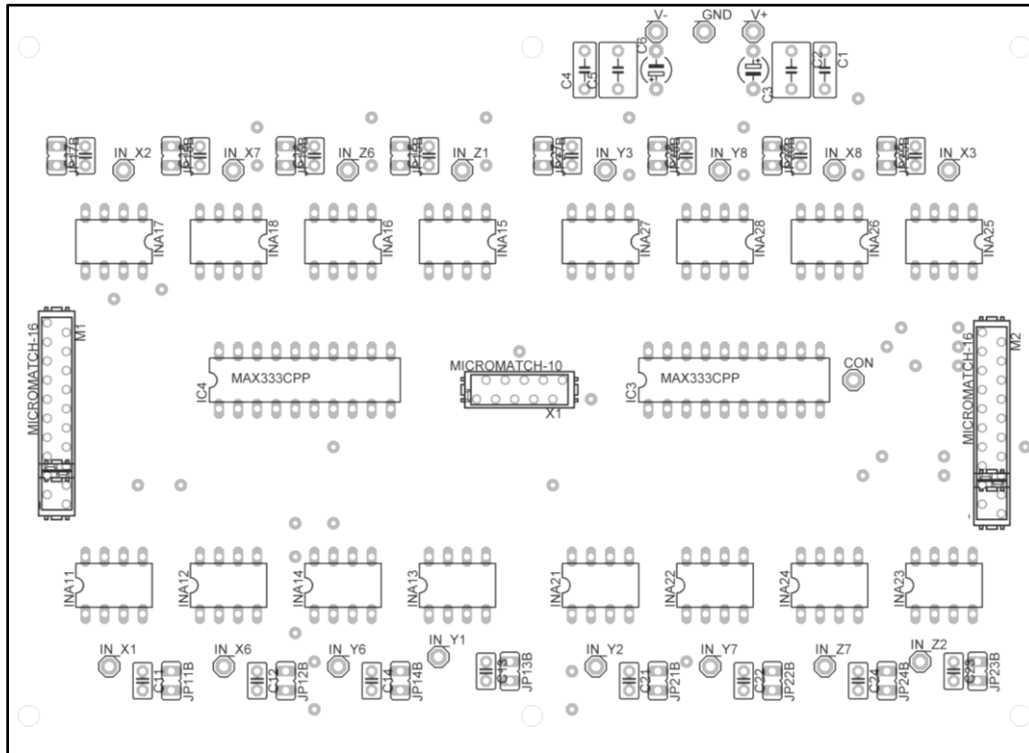 V- GND V+
C6
C4 C5 C3 C2 C1
IN_X2 IN_X7 IN_Z6 IN_Z1 IN_Y3 IN_Y8 IN_X8 IN_X3
INA17 INA18 INA16 INA15 INA27 INA28 INA26 INA25
MICROMATCH-16
M1
IC4
MAX333CPP
MICROMATCH-10
X1
IC3
MAX333CPP
CON
MICROMATCH-16
M2
INA11 INA12 INA14 INA13 INA21 INA22 INA24 INA23
IN_X1 IN_X6 IN_Y6 IN_Y1 IN_Y2 IN_Y7 IN_Z7 IN_Z2
C11 JP11B C12 JP12B C14 JP14B C13 JP13B C21 JP21B C22 JP22B C24 JP24B C23 JP23B